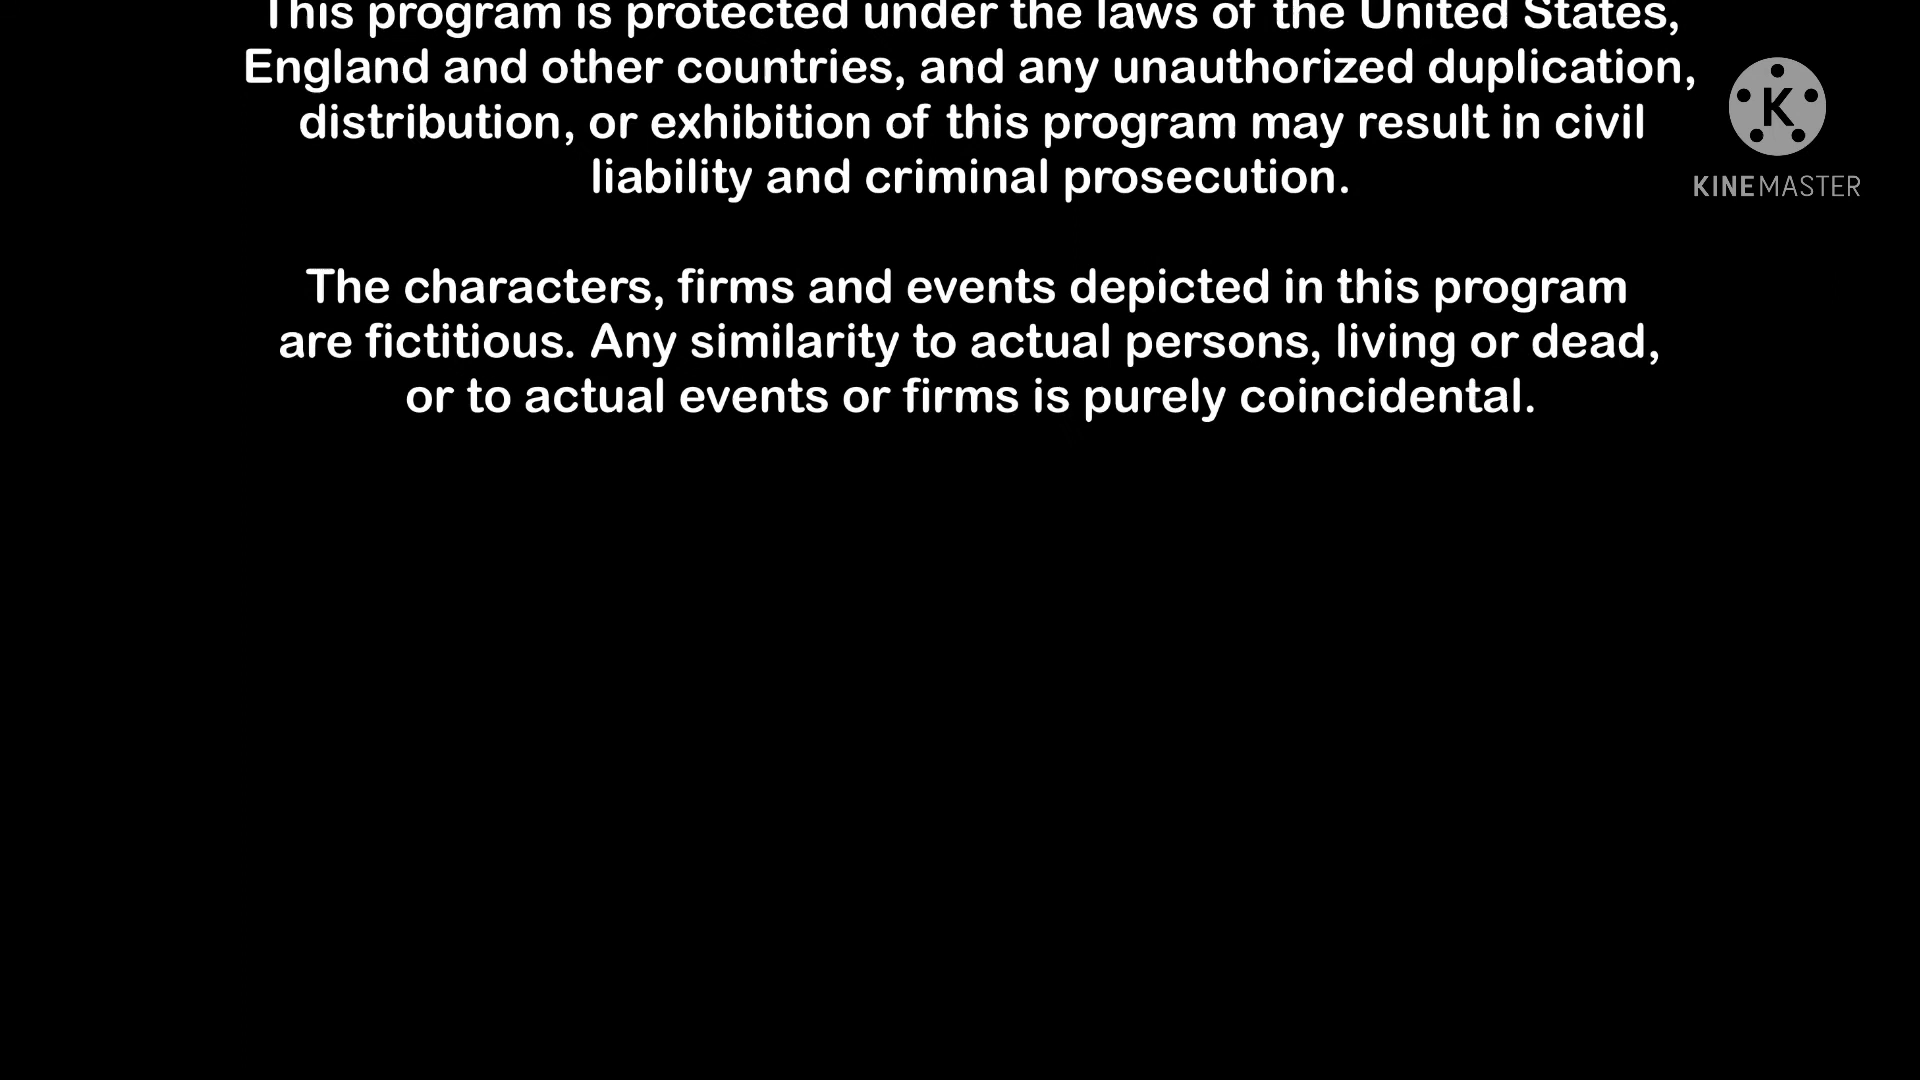 This program is protected under the laws of the United States,
England and other countries, and any unauthorized duplication,
distribution, or exhibition of this program may result in civil
liability and criminal prosecution.
The characters, firms and events depicted in this program
are fictitious. Any similarity to actual persons, living or dead,
or to actual events or firms is purely coincidental.
K
KINEMASTER